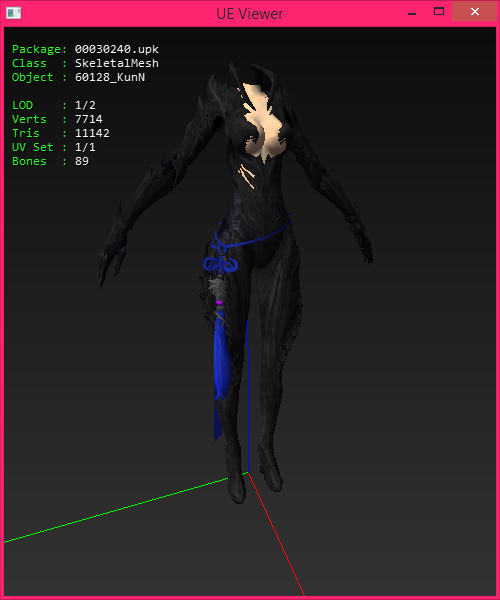 UE Viewer
Package: 00030240.upk
Class : SkeletalMesh
Object : 60128_KunN
LOD : 1/2
Verts : 7714
Tris : 11142
UV Set : 1/1
Bones : 89